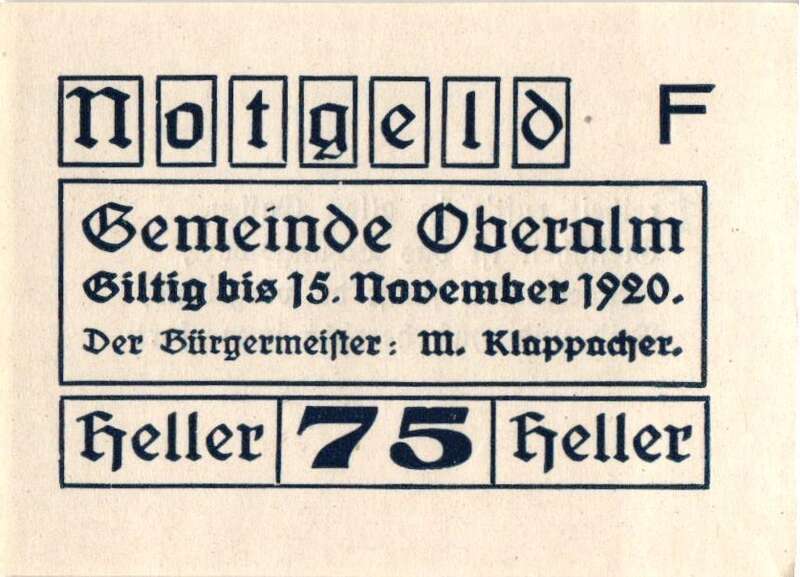 Notgeld F
Gemeinde Oberalm
Giltig bis 15. November 1920.
Der Bürgermeiſter: M. Klappacher.
Heller 75 Heller